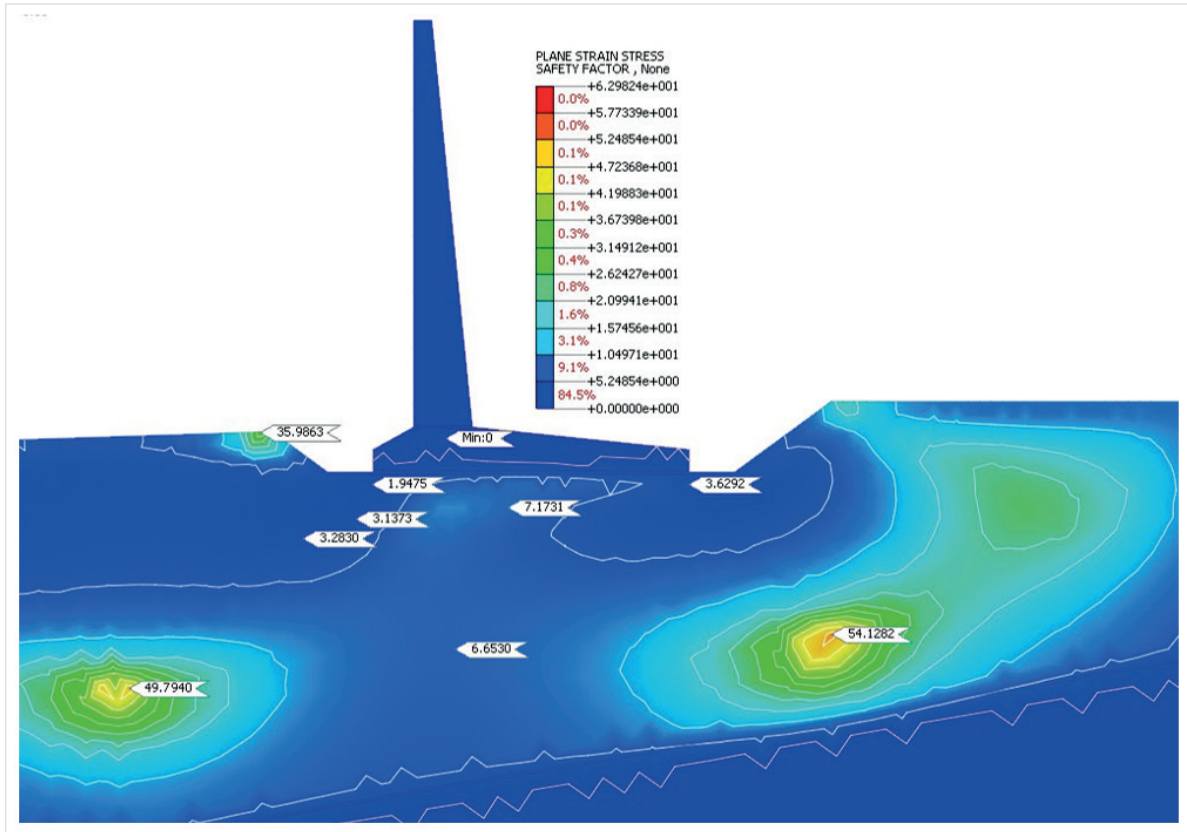 PLANE STRAIN STRESS
SAFETY FACTOR , None
+6.29824e+001
0.0%
+5.77339e+001
0.0%
+5.24854e+001
0.1%
+4.72368e+001
0.1%
+4.19883e+001
0.1%
+3.67398e+001
0.3%
+3.14912e+001
0.4%
+2.62427e+001
0.8%
+2.09941e+001
1.6%
+1.57456e+001
3.1%
+1.04971e+001
9.1%
+5.24854e+000
84.5%
+0.00000e+000
35.9863
Min:0
1.9475
3.6292
7.1731
3.1373
3.2830
54.1282
6.6530
49.7940